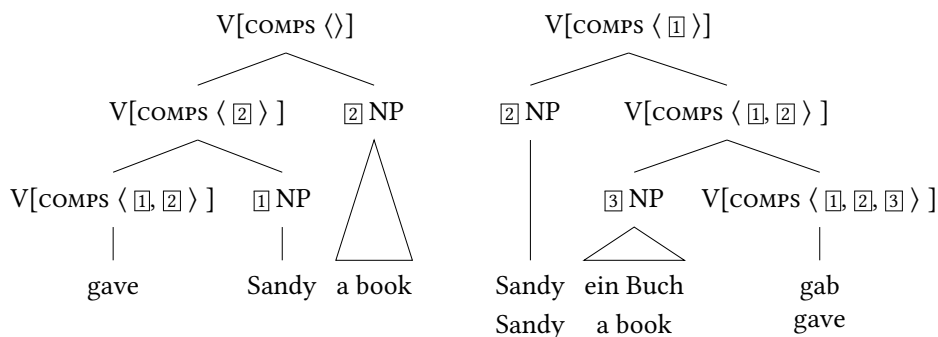 V[COMPS ⟨⟩] V[COMPS ⟨ 1 ⟩]
V[COMPS ⟨ 2 ⟩ ] 2 NP 2 NP V[COMPS ⟨ 1, 2 ⟩ ]
V[COMPS ⟨ 1, 2 ⟩ ] 1 NP 3 NP V[COMPS ⟨ 1, 2, 3 ⟩ ]
gave Sandy a book Sandy ein Buch gab
Sandy a book gave